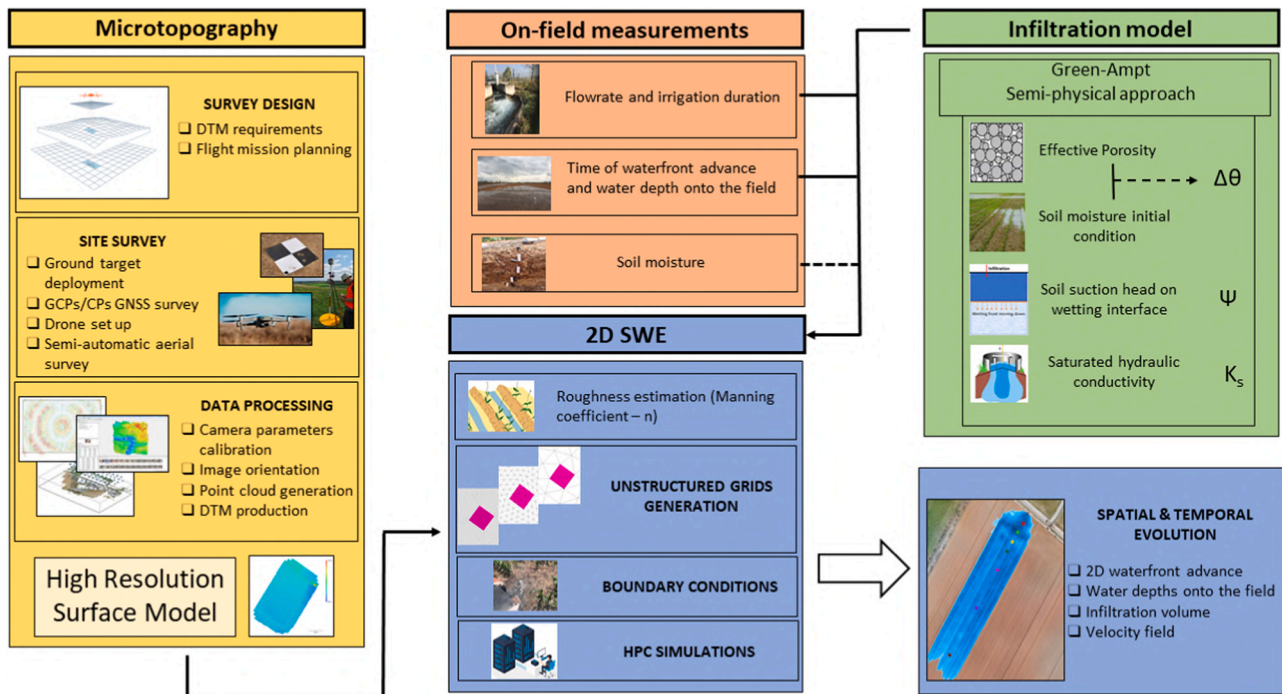 Microtopography
SURVEY DESIGN
❑ DTM requirements
❑ Flight mission planning
SITE SURVEY
❑ Ground target
deployment
❑ GCPs/CPs GNSS survey
❑ Drone set up
❑ Semi-automatic aerial
survey
DATA PROCESSING
❑ Camera parameters
calibration
❑ Image orientation
❑ Point cloud generation
❑ DTM production
High Resolution
Surface Model
On-field measurements
Flowrate and irrigation duration
Time of waterfront advance
and water depth onto the field
Soil moisture
2D SWE
Roughness estimation (Manning
coefficient – n)
UNSTRUCTURED GRIDS
GENERATION
BOUNDARY CONDITIONS
HPC SIMULATIONS
Infiltration model
Green-Ampt
Semi-physical approach
Effective Porosity
Δθ
Soil moisture initial
condition
Infiltration
Wetting front moving down
Soil suction head on
wetting interface
Ψ
Saturated hydraulic
conductivity
Ks
SPATIAL & TEMPORAL
EVOLUTION
❑ 2D waterfront advance
❑ Water depths onto the field
❑ Infiltration volume
❑ Velocity field